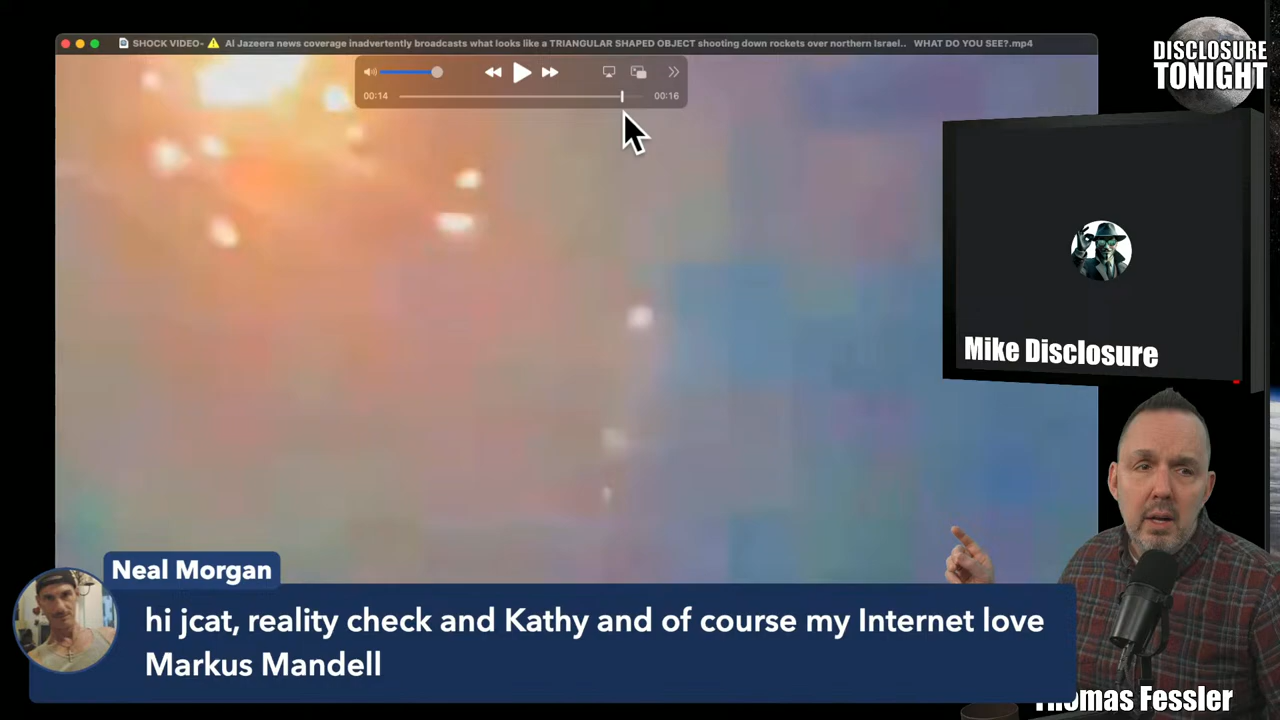 SHOCK VIDEO- ⚠️ Al Jazeera news coverage inadvertently broadcasts what looks like a TRIANGULAR SHAPED OBJECT shooting down rockets over northern Israel.. WHAT DO YOU SEE?.mp4
DISCLOSURE
TONIGHT
00:14
00:16
Mike Disclosure
Neal Morgan
hi jcat, reality check and Kathy and of course my Internet love
Markus Mandell
Thomas Fessler